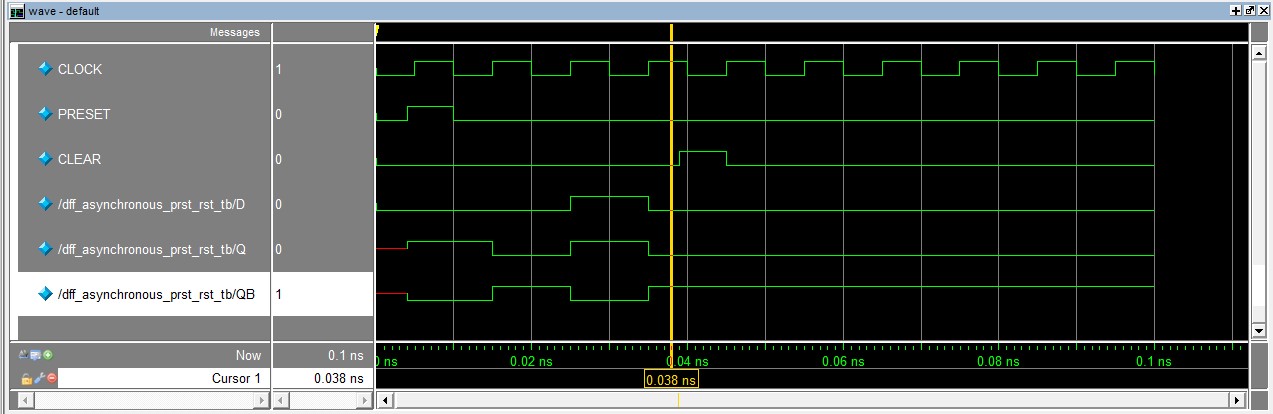 wave - default
Messages
CLOCK 1
PRESET 0
CLEAR 0
/dff_asynchronous_prst_rst_tb/D 0
/dff_asynchronous_prst_rst_tb/Q 0
/dff_asynchronous_prst_rst_tb/QB 1
Now 0.1 ns 0 ns 0.02 ns 0.04 ns 0.06 ns 0.08 ns 0.1 ns
Cursor 1 0.038 ns 0.038 ns